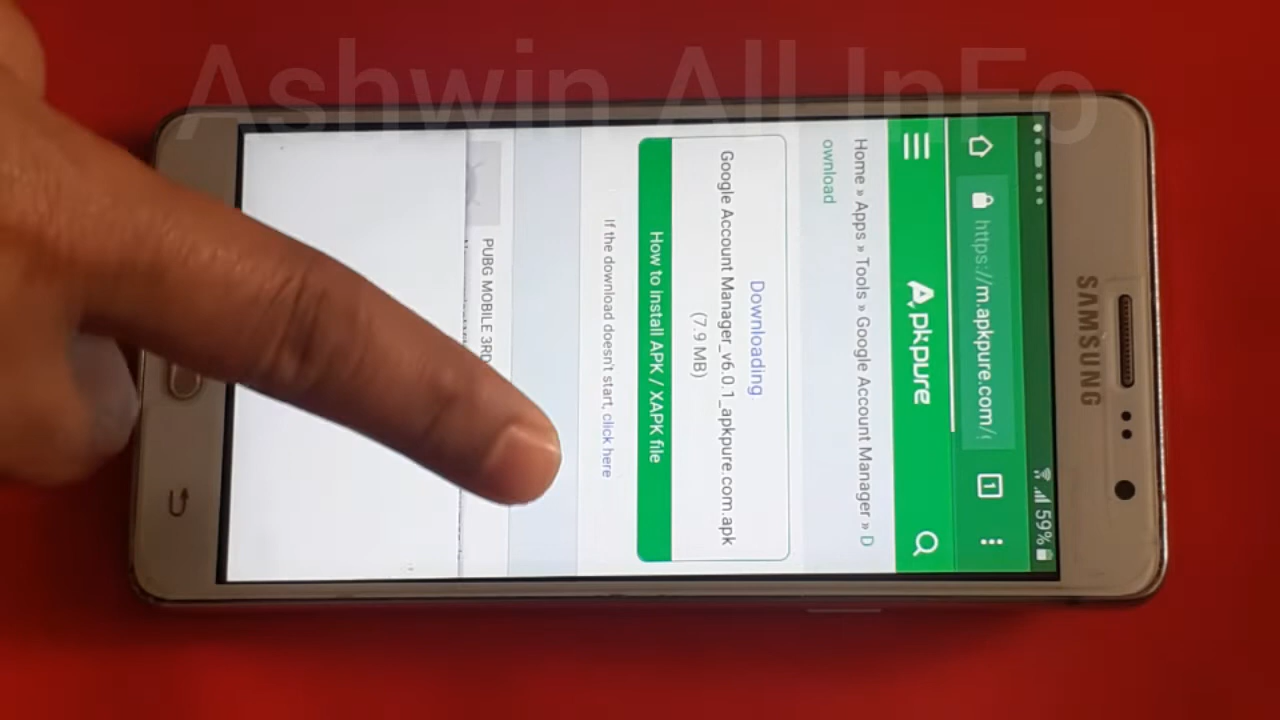 Ashwin All InFo
SAMSUNG
59%
https://m.apkpure.com/
1
Apkpure
Home » Apps » Tools » Google Account Manager » D
ownload
Downloading.
Google Account Manager_v6.0.1_apkpure.com.apk
(7.9 MB)
How to install APK / XAPK file
If the download doesn't start, click here
PUBG MOBILE 3RD